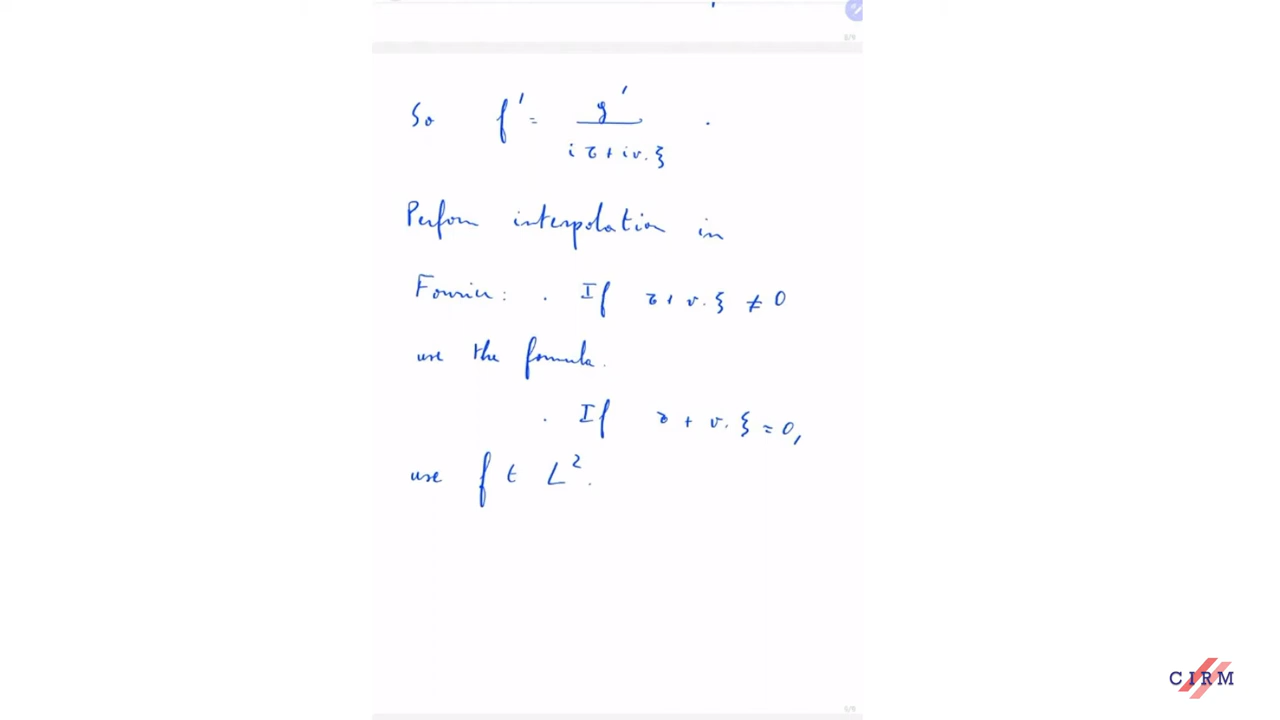 So f' = g' / (iτ + iv.ξ) .
Perform interpolation in
Fourier: . If τ + v.ξ ≠ 0
use the formula.
. If τ + v.ξ = 0,
use f ∈ L².
CIRM